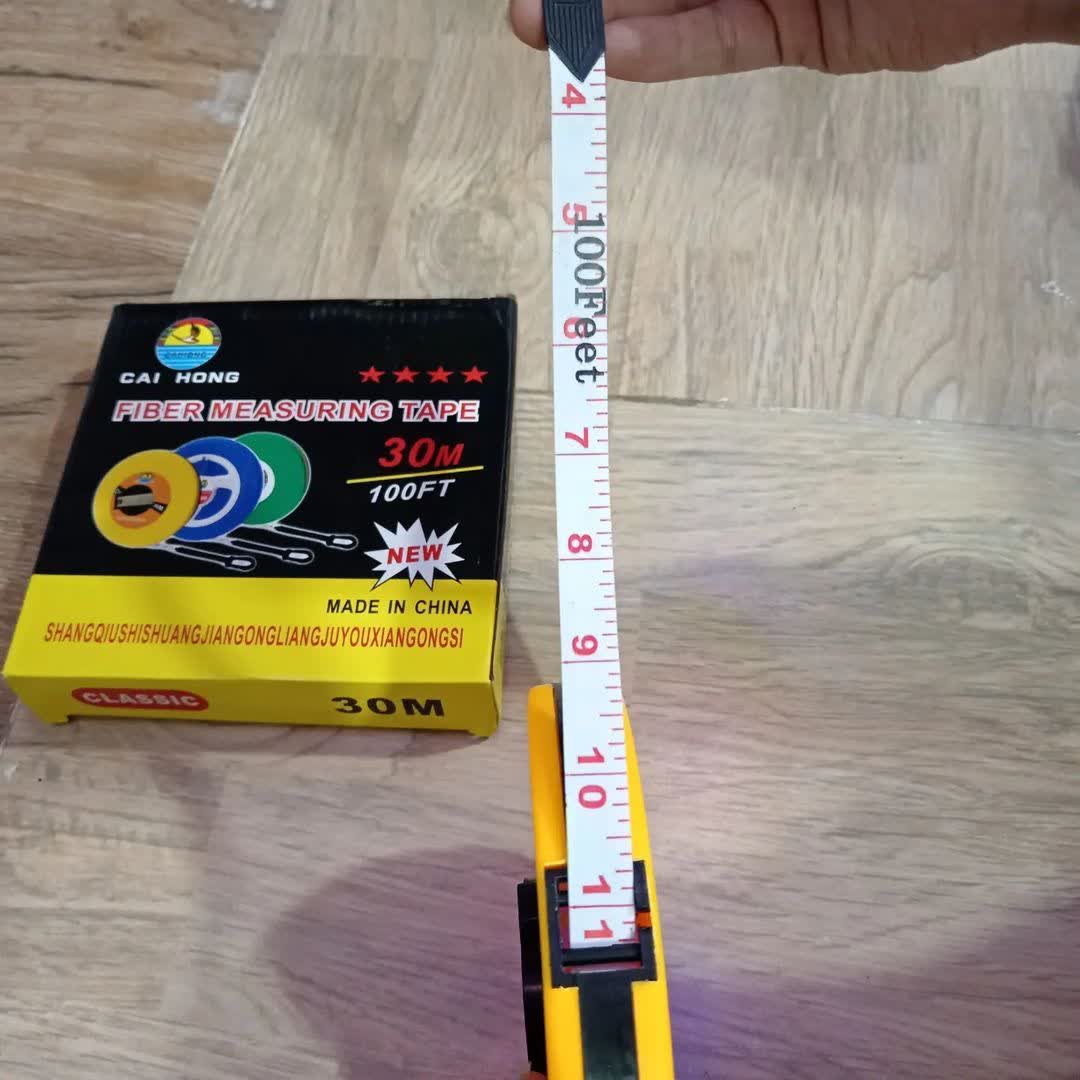 CAIHONG
CAI HONG
FIBER MEASURING TAPE
30M
100FT
NEW
MADE IN CHINA
SHANGQIUSHISHUANGJIANGONGLIANGJUYOUXIANGONGSI
CLASSIC
30M
4
5
100Feet
6
7
8
9
10
11